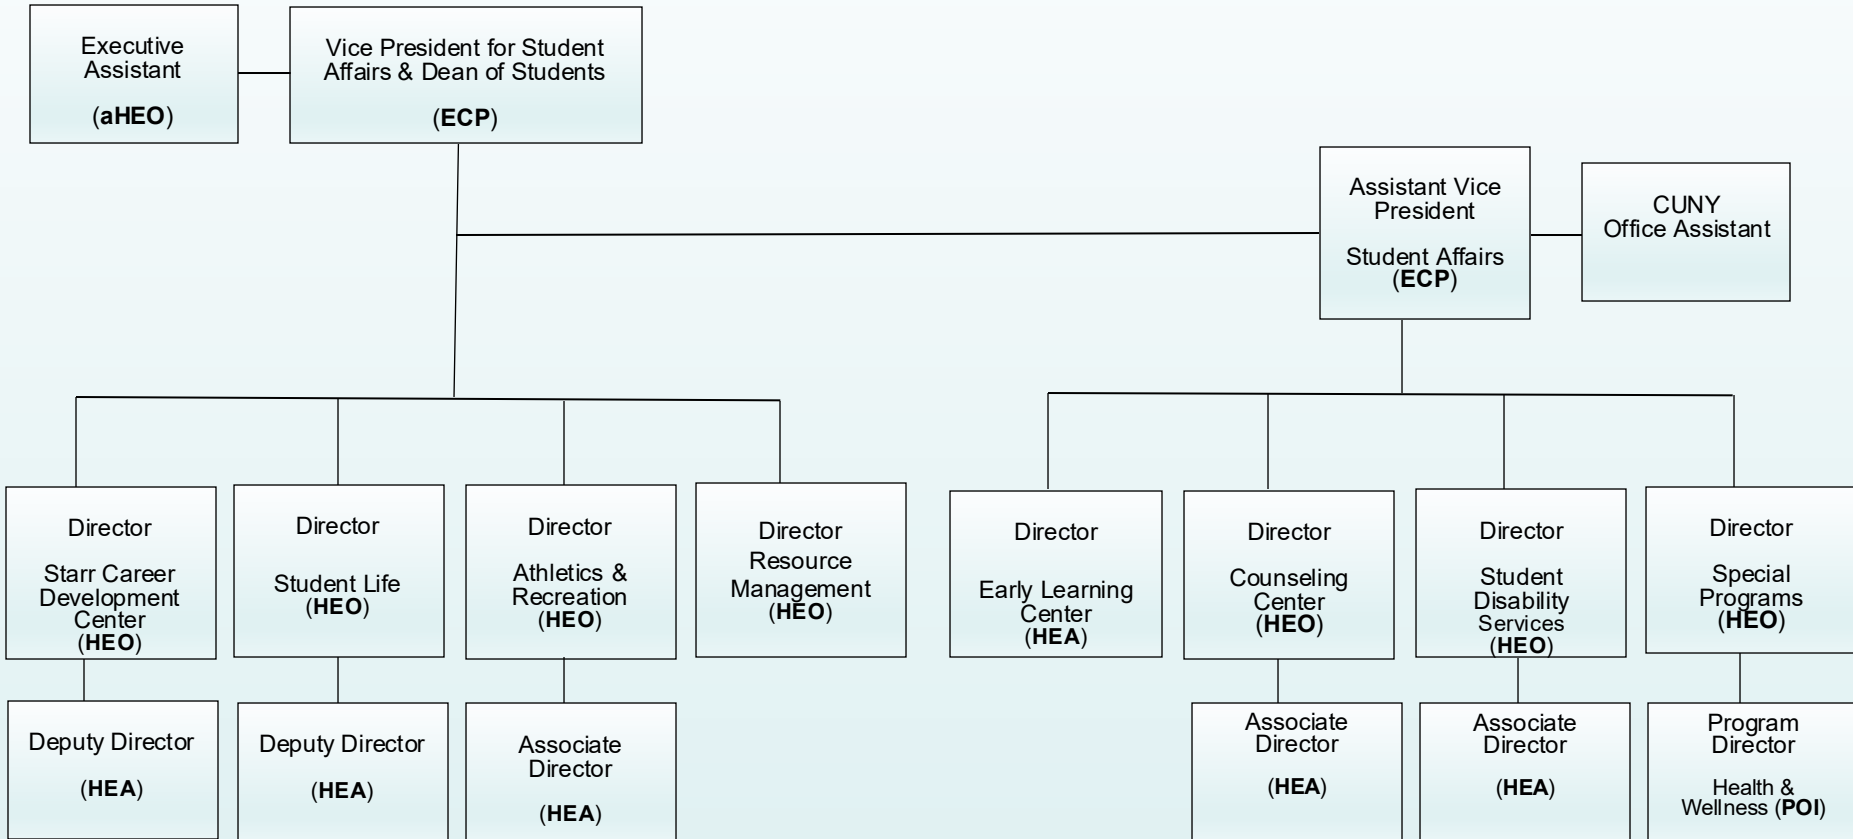 Executive
Assistant
(aHEO)
Vice President for Student
Affairs & Dean of Students
(ECP)
Assistant Vice
President
Student Affairs
(ECP)
CUNY
Office Assistant
Director
Starr Career
Development
Center
(HEO)
Director
Student Life
(HEO)
Director
Athletics &
Recreation
(HEO)
Director
Resource
Management
(HEO)
Director
Early Learning
Center
(HEA)
Director
Counseling
Center
(HEO)
Director
Student
Disability
Services
(HEO)
Director
Special
Programs
(HEO)
Deputy Director
(HEA)
Deputy Director
(HEA)
Associate
Director
(HEA)
Associate
Director
(HEA)
Associate
Director
(HEA)
Program
Director
Health &
Wellness (POI)